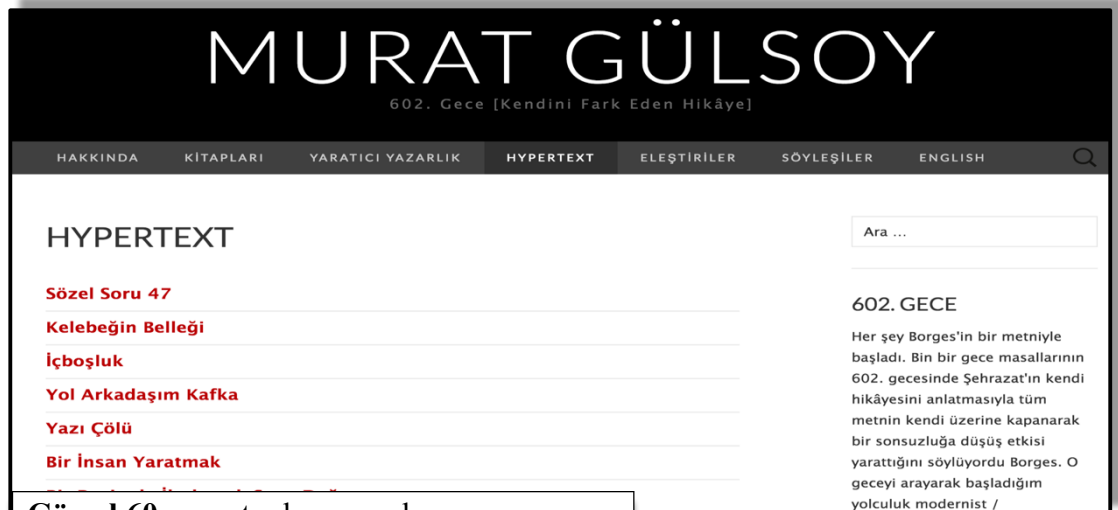 MURAT GÜLSOY
602. Gece [Kendini Fark Eden Hikâye]
HAKKINDA KİTAPLARI YARATICI YAZARLIK HYPERTEXT ELEŞTİRİLER SÖYLEŞİLER ENGLISH
HYPERTEXT
Sözel Soru 47
Kelebeğin Belleği
İçboşluk
Yol Arkadaşım Kafka
Yazı Çölü
Bir İnsan Yaratmak
Ara ...
602. GECE
Her şey Borges'in bir metniyle
başladı. Bin bir gece masallarının
602. gecesinde Şehrazat'ın kendi
hikâyesini anlatmasıyla tüm
metnin kendi üzerine kapanarak
bir sonsuzluğa düşüş etkisi
yarattığını söylüyordu Borges. O
geceyi arayarak başladığım
yolculuk modernist /